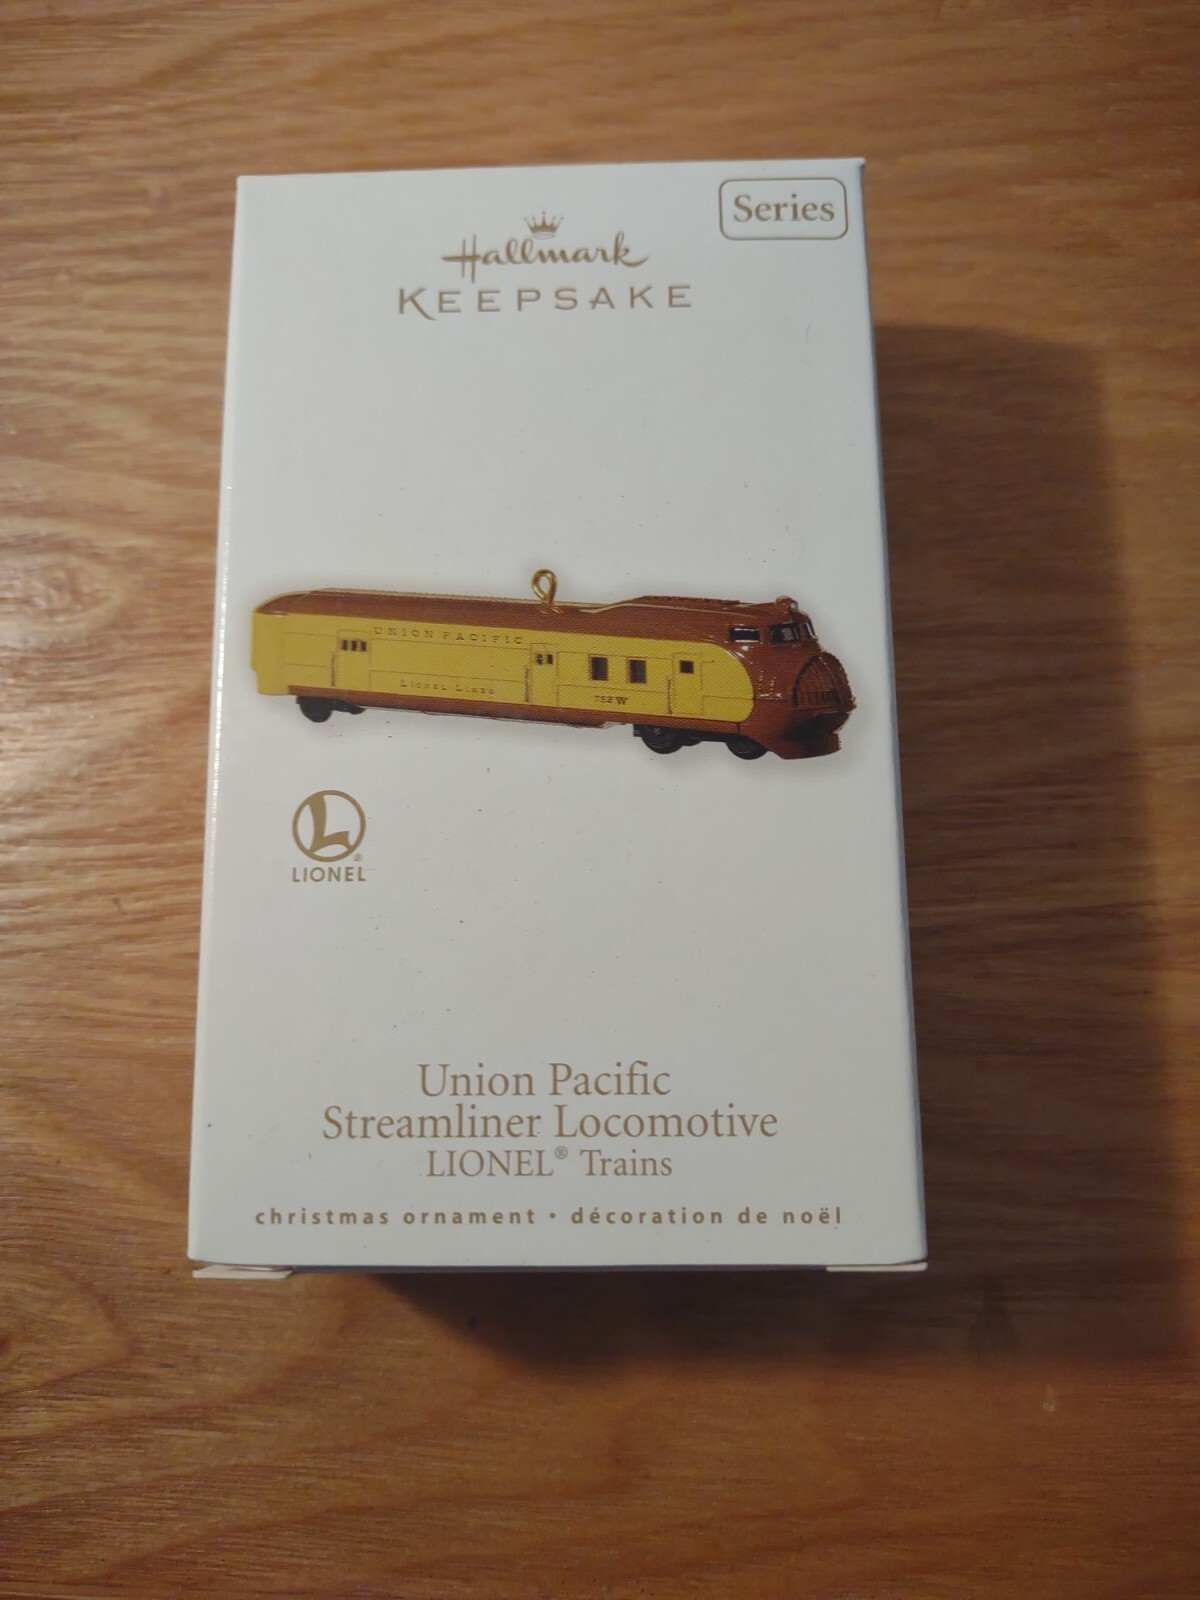 Series
Hallmark
KEEPSAKE
UNION PACIFIC
LIONEL LINES
752W
L
®
LIONEL
Union Pacific
Streamliner Locomotive
LIONEL® Trains
christmas ornament • décoration de noël